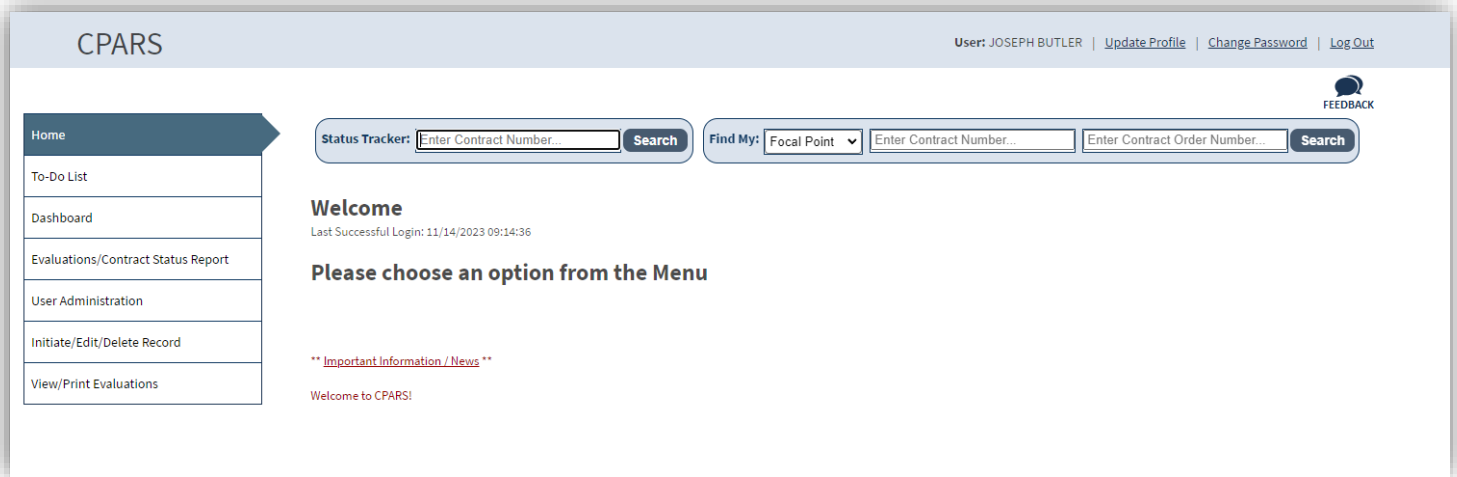 CPARS
User: JOSEPH BUTLER | Update Profile | Change Password | Log Out
FEEDBACK
Home
To-Do List
Dashboard
Evaluations/Contract Status Report
User Administration
Initiate/Edit/Delete Record
View/Print Evaluations
Status Tracker: Enter Contract Number... Search
Find My: Focal Point Enter Contract Number... Enter Contract Order Number... Search
Welcome
Last Successful Login: 11/14/2023 09:14:36
Please choose an option from the Menu
** Important Information / News **
Welcome to CPARS!